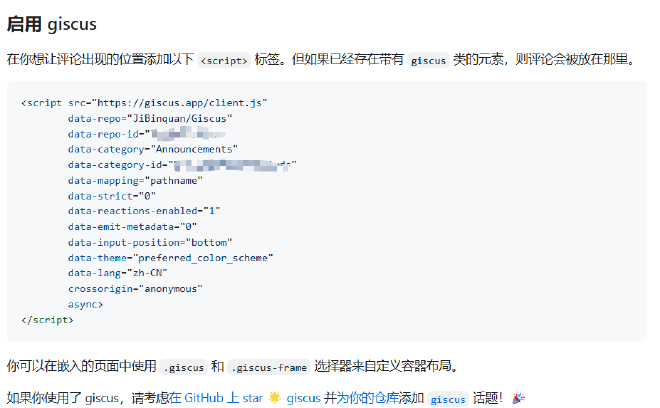 启用 giscus
在你想让评论出现的位置添加以下 <script> 标签。但如果已经存在带有 giscus 类的元素，则评论会被放在那里。
<script src="https://giscus.app/client.js"
data-repo="JiBinquan/Giscus"
data-repo-id="
data-category="Announcements"
data-category-id="
data-mapping="pathname"
data-strict="0"
data-reactions-enabled="1"
data-emit-metadata="0"
data-input-position="bottom"
data-theme="preferred_color_scheme"
data-lang="zh-CN"
crossorigin="anonymous"
async>
</script>
你可以在嵌入的页面中使用 .giscus 和 .giscus-frame 选择器来自定义容器布局。
如果你使用了 giscus，请考虑在 GitHub 上 star 🌟 giscus 并为你的仓库添加 giscus 话题！🎉